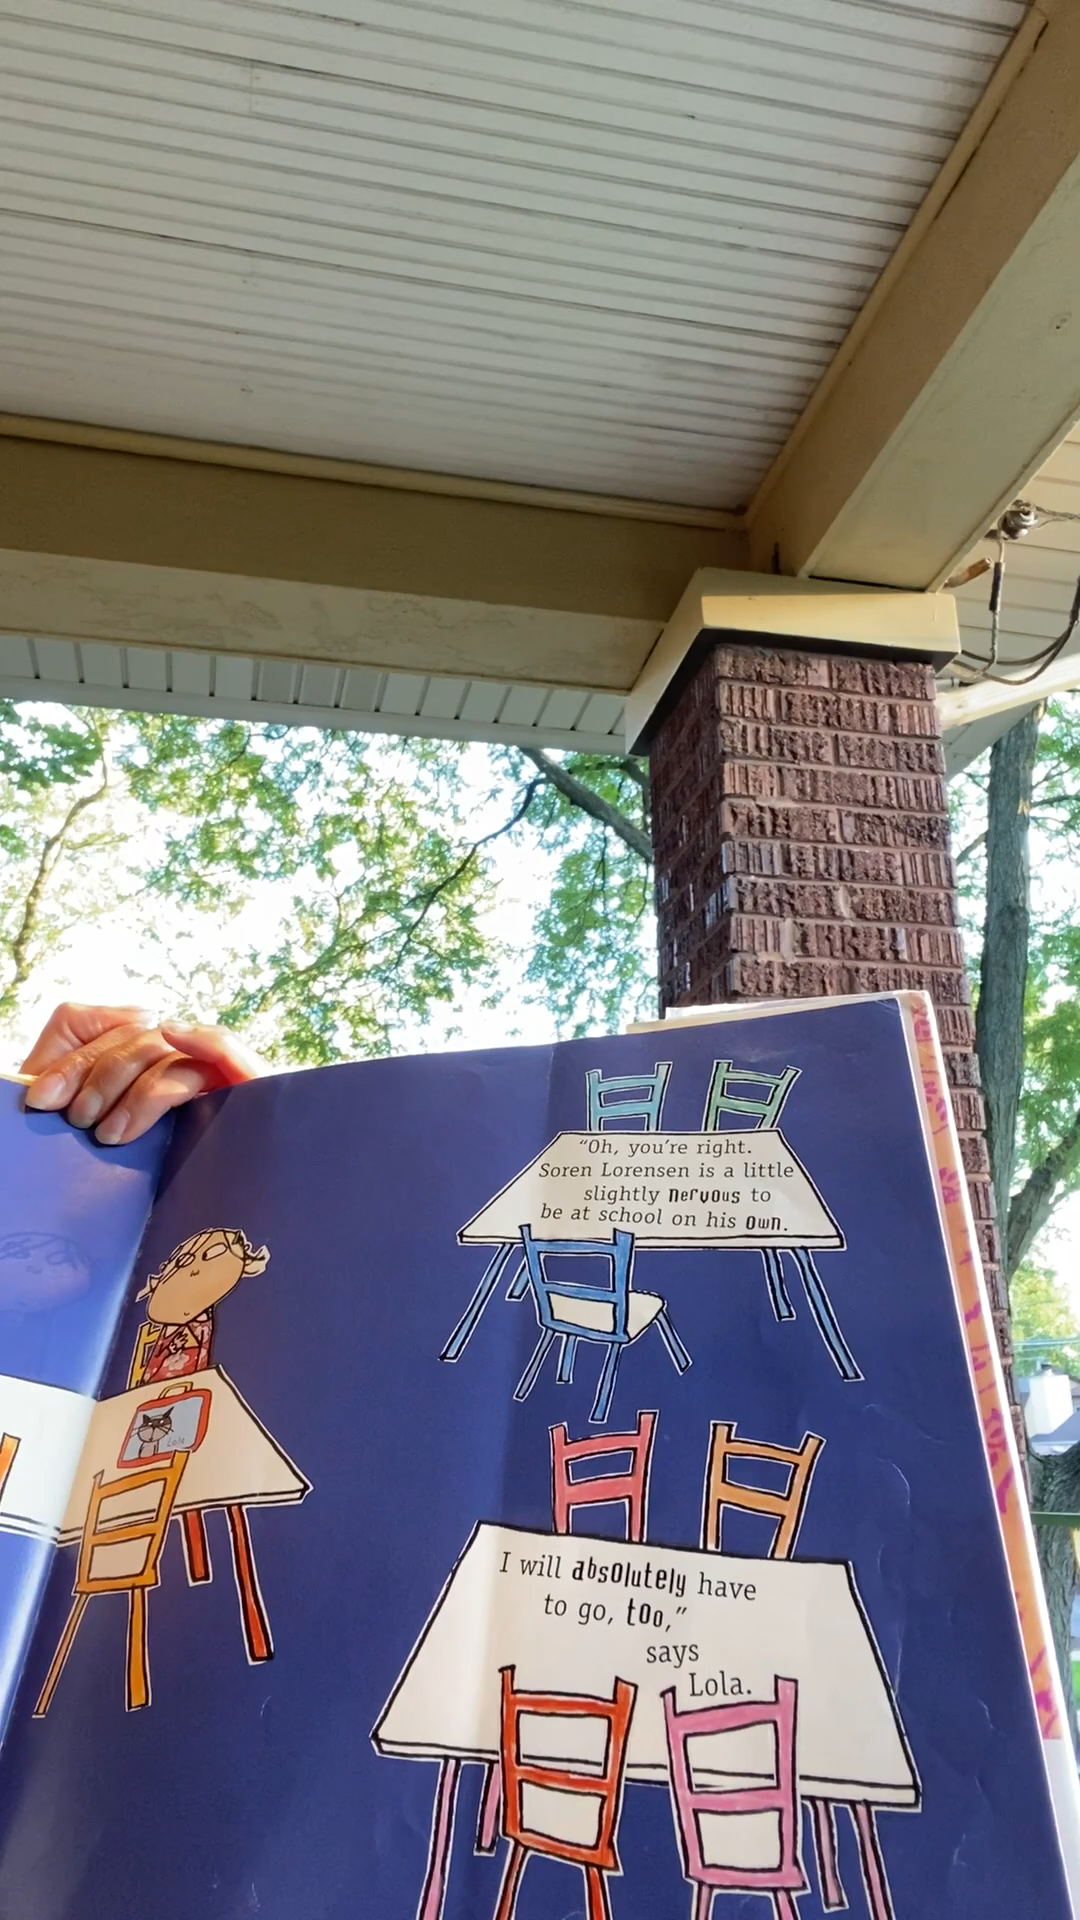 “Oh, you’re right.
Soren Lorensen is a little
slightly nervous to
be at school on his own.
Lola
I will absolutely have
to go, too,”
says
Lola.